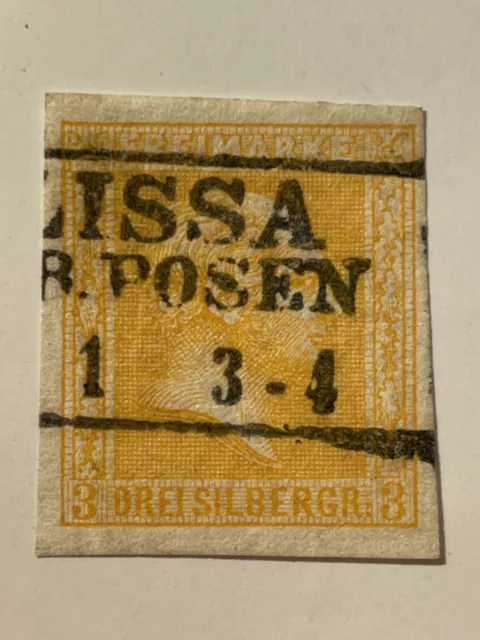 FREIMARKE
LISSA
R. POSEN
1 3-4
3 DREI SILBERGR. 3